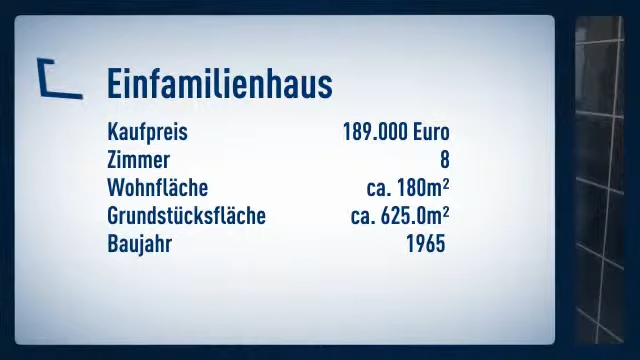 Einfamilienhaus
Kaufpreis 189.000 Euro
Zimmer 8
Wohnfläche ca. 180m²
Grundstücksfläche ca. 625.0m²
Baujahr 1965